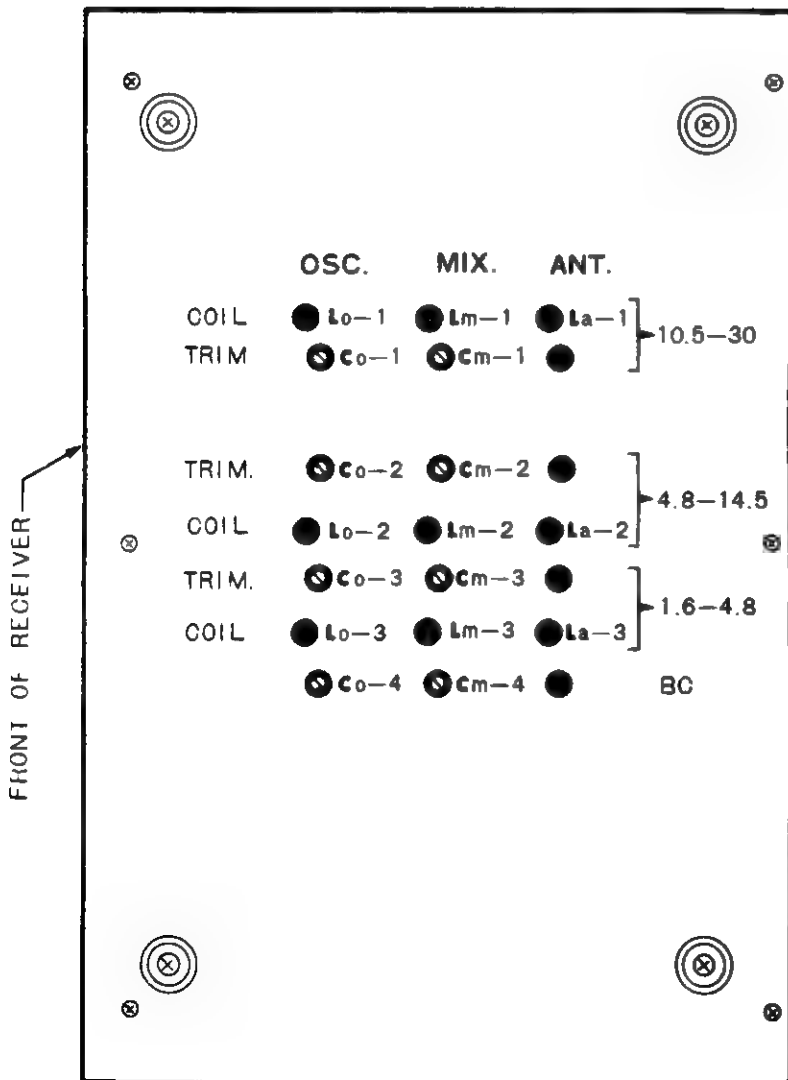 OSC. MIX. ANT.
COIL Lo-1 Lm-1 La-1
10.5-30
TRIM Co-1 Cm-1
TRIM. Co-2 Cm-2
4.8-14.5
COIL Lo-2 Lm-2 La-2
TRIM. Co-3 Cm-3
1.6-4.8
COIL Lo-3 Lm-3 La-3
Co-4 Cm-4 BC
FRONT OF RECEIVER